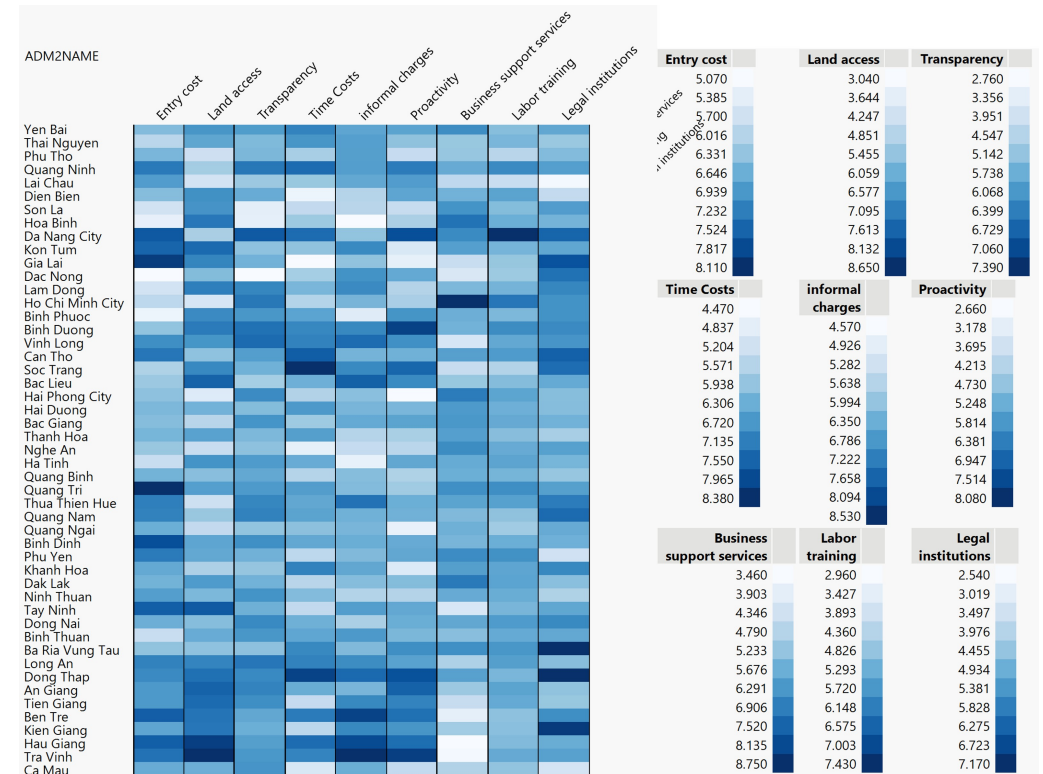 ADM2NAME
Entry cost
Land access
Transparency
Time Costs
informal charges
Proactivity
Business support services
Labor training
Legal institutions
Yen Bai
Thai Nguyen
Phu Tho
Quang Ninh
Lai Chau
Dien Bien
Son La
Hoa Binh
Da Nang City
Kon Tum
Gia Lai
Dac Nong
Lam Dong
Ho Chi Minh City
Binh Phuoc
Binh Duong
Vinh Long
Can Tho
Soc Trang
Bac Lieu
Hai Phong City
Hai Duong
Bac Giang
Thanh Hoa
Nghe An
Ha Tinh
Quang Binh
Quang Tri
Thua Thien Hue
Quang Nam
Quang Ngai
Binh Dinh
Phu Yen
Khanh Hoa
Dak Lak
Ninh Thuan
Tay Ninh
Dong Nai
Binh Thuan
Ba Ria Vung Tau
Long An
Dong Thap
An Giang
Tien Giang
Ben Tre
Kien Giang
Hau Giang
Tra Vinh
Ca Mau
Entry cost
5.070
5.385
5.700
6.016
6.331
6.646
6.939
7.232
7.524
7.817
8.110
ervices
ng
l institutions
Land access
3.040
3.644
4.247
4.851
5.455
6.059
6.577
7.095
7.613
8.132
8.650
Transparency
2.760
3.356
3.951
4.547
5.142
5.738
6.068
6.399
6.729
7.060
7.390
Time Costs
4.470
4.837
5.204
5.571
5.938
6.306
6.720
7.135
7.550
7.965
8.380
informal
charges
4.570
4.926
5.282
5.638
5.994
6.350
6.786
7.222
7.658
8.094
8.530
Proactivity
2.660
3.178
3.695
4.213
4.730
5.248
5.814
6.381
6.947
7.514
8.080
Business
support services
3.460
3.903
4.346
4.790
5.233
5.676
6.291
6.906
7.520
8.135
8.750
Labor
training
2.960
3.427
3.893
4.360
4.826
5.293
5.720
6.148
6.575
7.003
7.430
Legal
institutions
2.540
3.019
3.497
3.976
4.455
4.934
5.381
5.828
6.275
6.723
7.170